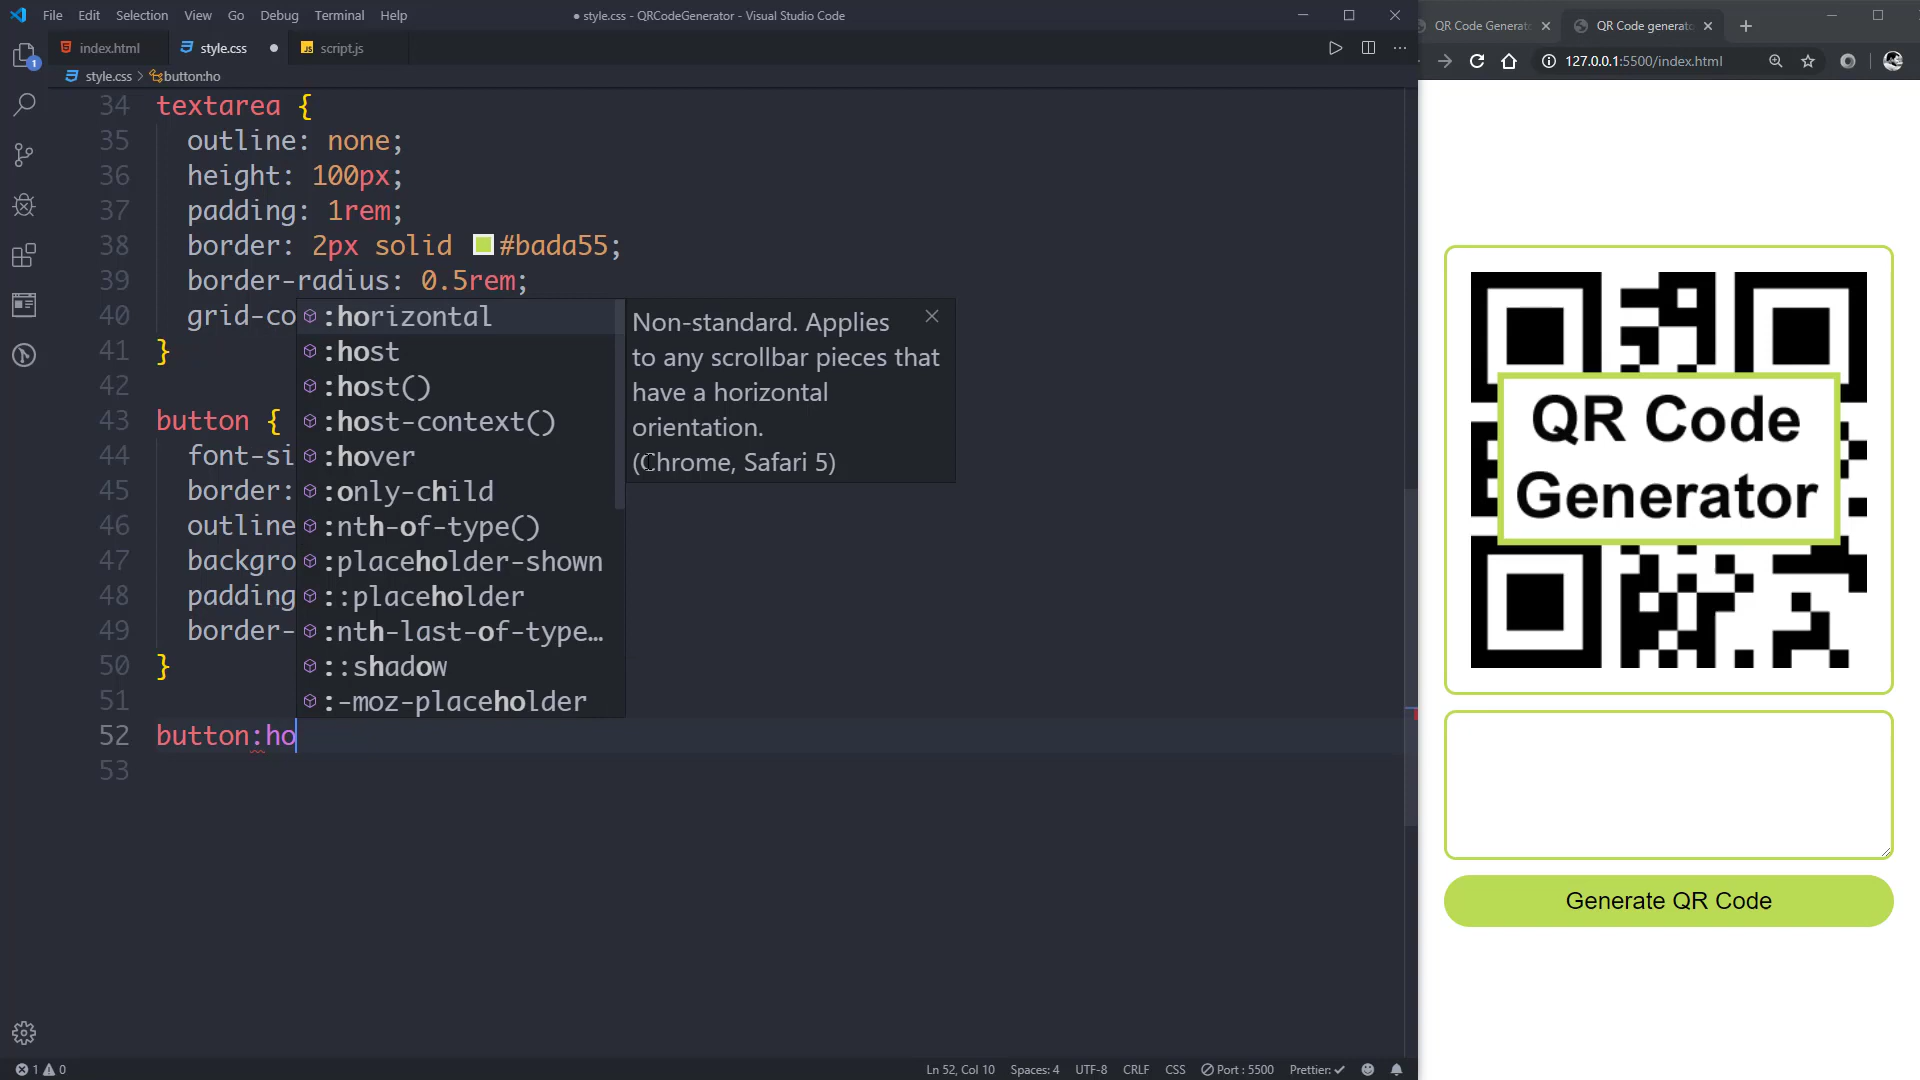 File Edit Selection View Go Debug Terminal Help
● style.css - QRCodeGenerator - Visual Studio Code
index.html style.css script.js
style.css > button:ho
34 textarea {
35 outline: none;
36 height: 100px;
37 padding: 1rem;
38 border: 2px solid #bada55;
39 border-radius: 0.5rem;
40 grid-co
41 }
42
43 button {
44 font-si
45 border:
46 outline
47 backgro
48 padding
49 border-
50 }
51
52 button:ho
53
:horizontal
:host
:host()
:host-context()
:hover
:only-child
:nth-of-type()
:placeholder-shown
::placeholder
:nth-last-of-type…
::shadow
:-moz-placeholder
Non-standard. Applies
to any scrollbar pieces that
have a horizontal
orientation.
(Chrome, Safari 5)
1
1 0
Ln 52, Col 10 Spaces: 4 UTF-8 CRLF CSS Port : 5500 Prettier: ✓
QR Code Generat QR Code generat
127.0.0.1:5500/index.html
QR Code
Generator
Generate QR Code